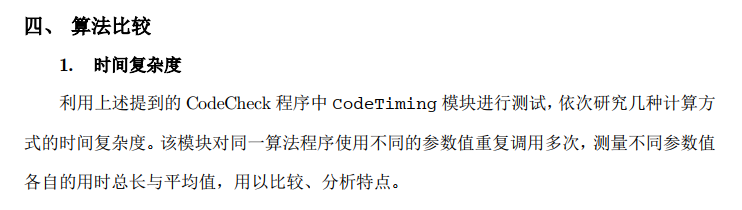 四、 算法比较
1. 时间复杂度
利用上述提到的 CodeCheck 程序中 CodeTiming 模块进行测试，依次研究几种计算方
式的时间复杂度。该模块对同一算法程序使用不同的参数值重复调用多次，测量不同参数值
各自的用时总长与平均值，用以比较、分析特点。